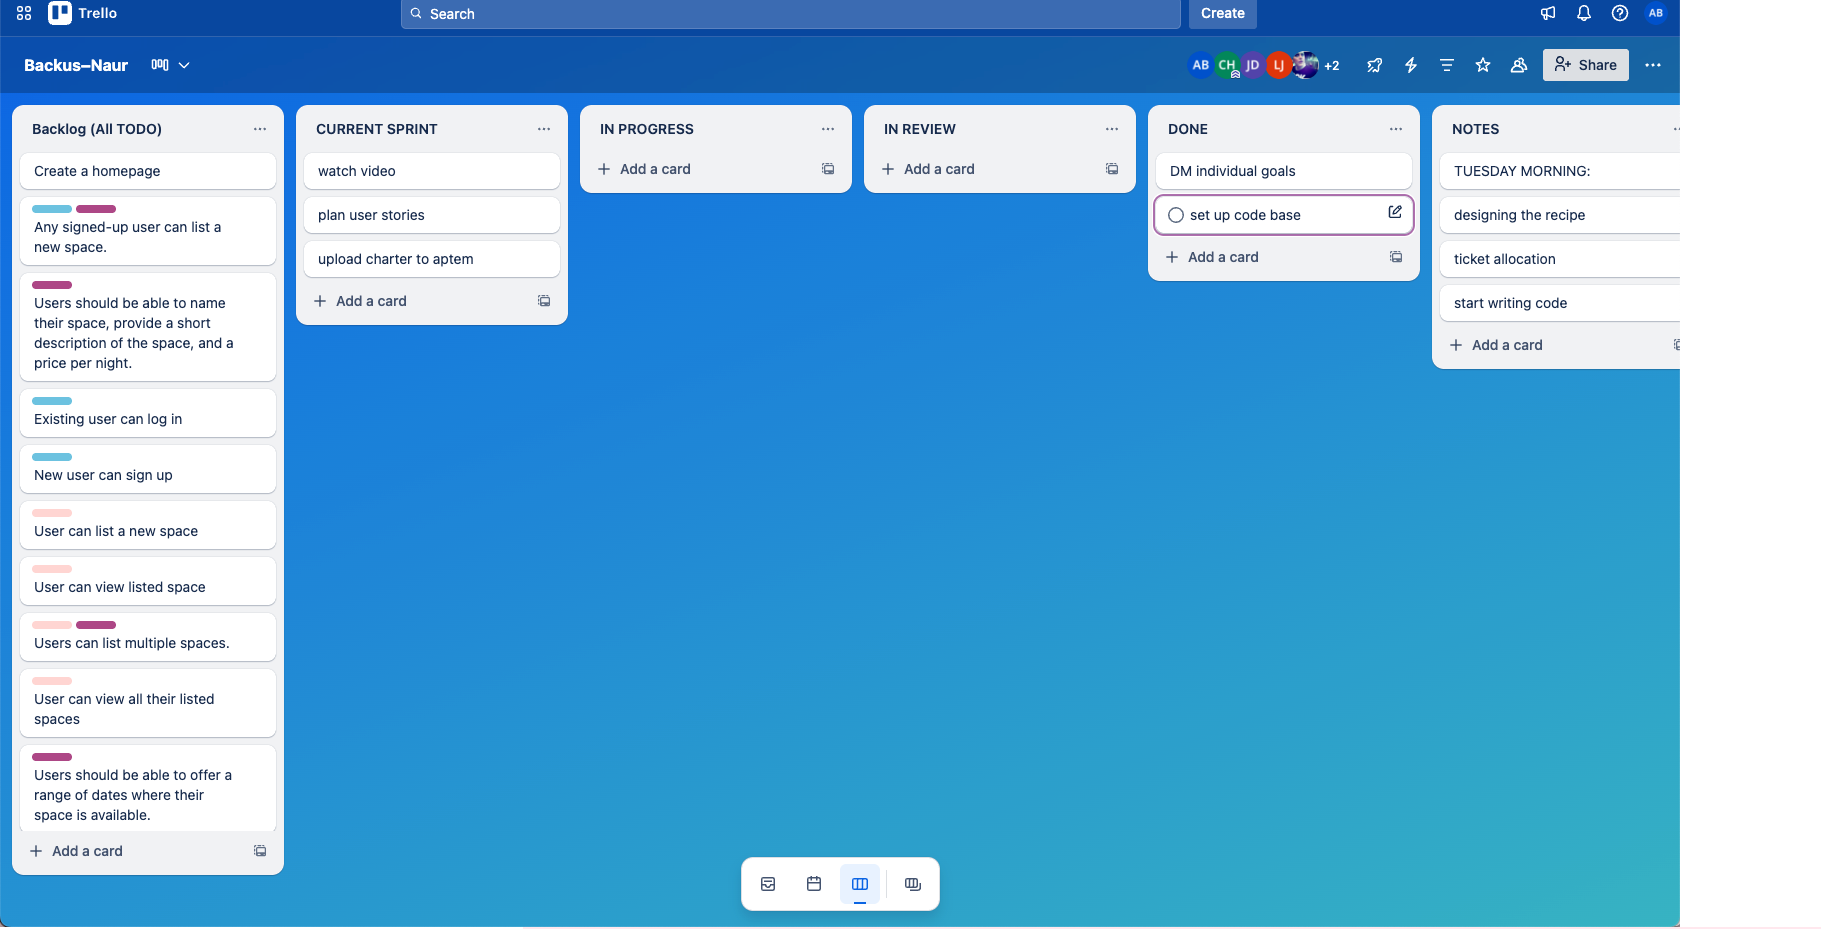 Trello
Search
Create
AB
Backus–Naur
AB
CH
JD
LJ
+2
Share
Backlog (All TODO)
Create a homepage
Any signed-up user can list a
new space.
Users should be able to name
their space, provide a short
description of the space, and a
price per night.
Existing user can log in
New user can sign up
User can list a new space
User can view listed space
Users can list multiple spaces.
User can view all their listed
spaces
Users should be able to offer a
range of dates where their
space is available.
Add a card
CURRENT SPRINT
watch video
plan user stories
upload charter to aptem
Add a card
IN PROGRESS
Add a card
IN REVIEW
Add a card
DONE
DM individual goals
set up code base
Add a card
NOTES
TUESDAY MORNING:
designing the recipe
ticket allocation
start writing code
Add a card